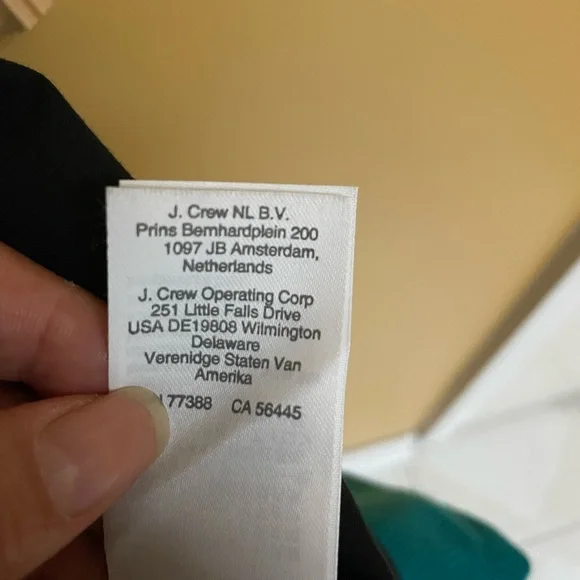 J. Crew NL B.V.
Prins Bernhardplein 200
1097 JB Amsterdam,
Netherlands
J. Crew Operating Corp
251 Little Falls Drive
USA DE19808 Wilmington
Delaware
Verenidge Staten Van
Amerika
77388 CA 56445